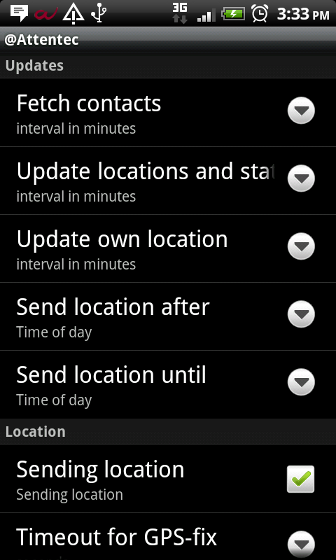 3G 3:33 PM
@Attentec
Updates
Fetch contacts
interval in minutes
Update locations and stat
interval in minutes
Update own location
interval in minutes
Send location after
Time of day
Send location until
Time of day
Location
Sending location
Sending location
Timeout for GPS-fix